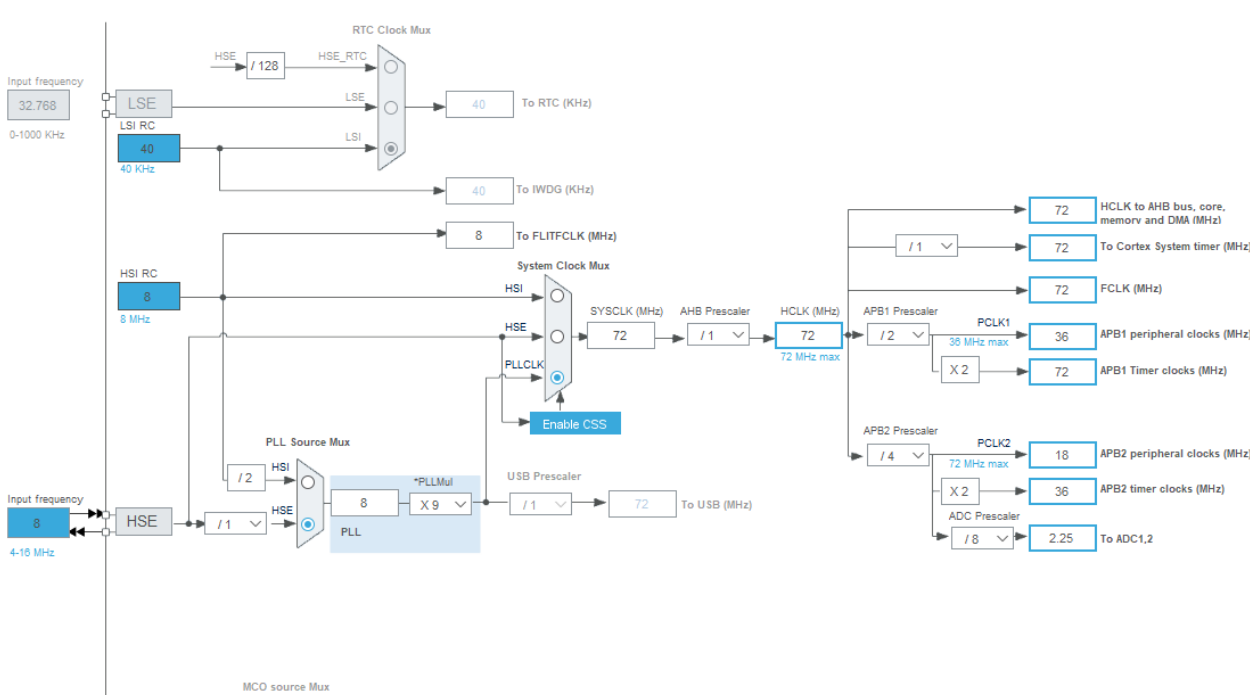 RTC Clock Mux
HSE
/ 128
HSE_RTC
Input frequency
32.768
0-1000 KHz
LSE
LSE
40
To RTC (KHz)
LSI RC
40
40 KHz
LSI
40
To IWDG (KHz)
8
To FLITFCLK (MHz)
HSI RC
8
8 MHz
System Clock Mux
HSI
HSE
PLLCLK
Enable CSS
SYSCLK (MHz)
72
AHB Prescaler
/ 1
HCLK (MHz)
72
72 MHz max
72
HCLK to AHB bus, core,
memory and DMA (MHz)
/ 1
72
To Cortex System timer (MHz)
72
FCLK (MHz)
APB1 Prescaler
/ 2
PCLK1
36 MHz max
36
APB1 peripheral clocks (MHz)
X 2
72
APB1 Timer clocks (MHz)
APB2 Prescaler
/ 4
PCLK2
72 MHz max
18
APB2 peripheral clocks (MHz)
X 2
36
APB2 timer clocks (MHz)
ADC Prescaler
/ 8
2.25
To ADC1,2
PLL Source Mux
/ 2
HSI
Input frequency
8
4-16 MHz
HSE
/ 1
HSE
8
*PLLMul
X 9
PLL
USB Prescaler
/ 1
72
To USB (MHz)
MCO source Mux